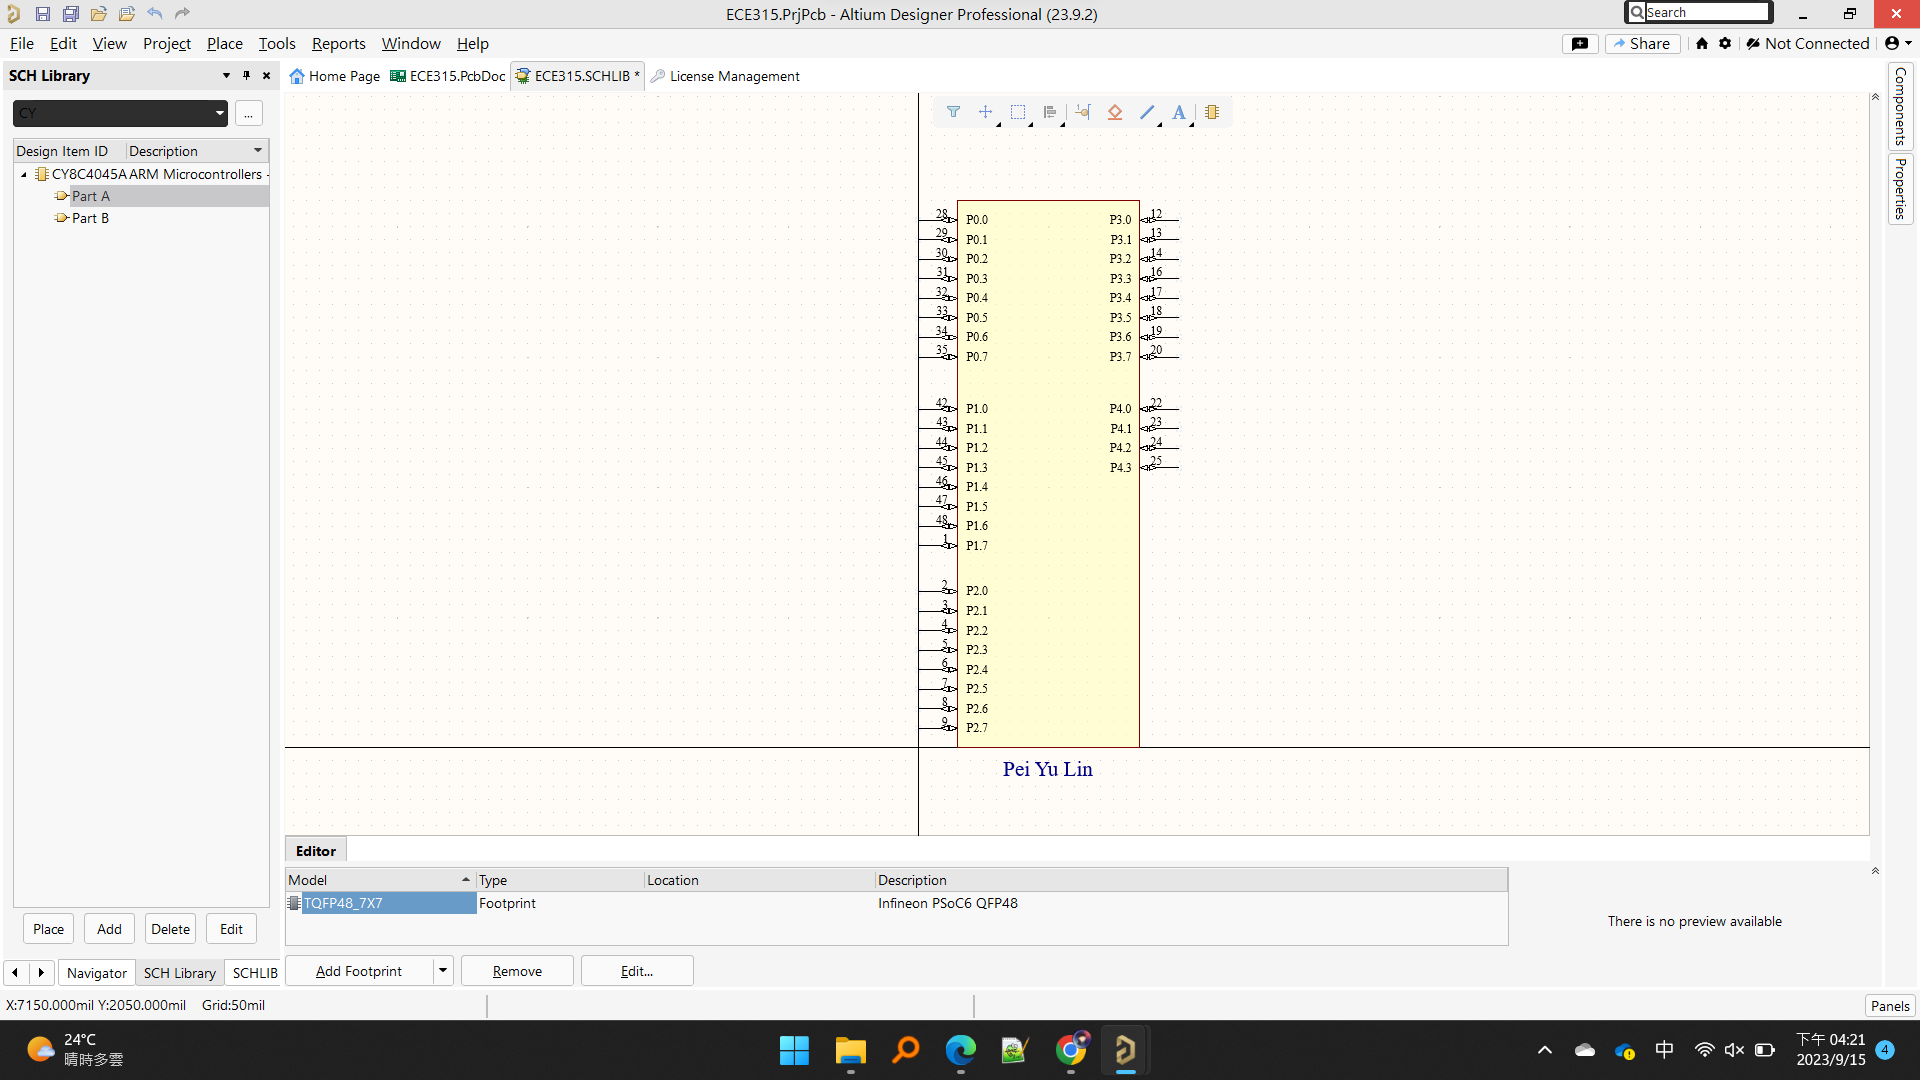 ECE315.PrjPcb - Altium Designer Professional (23.9.2)
Search
File Edit View Project Place Tools Reports Window Help
Share Not Connected
SCH Library
Home Page ECE315.PcbDoc ECE315.SCHLIB * License Management
Components
Properties
CY
...
Design Item ID Description
CY8C4045A ARM Microcontrollers -
Part A
Part B
28 P0.0 P3.0 12
29 P0.1 P3.1 13
30 P0.2 P3.2 14
31 P0.3 P3.3 16
32 P0.4 P3.4 17
33 P0.5 P3.5 18
34 P0.6 P3.6 19
35 P0.7 P3.7 20
42 P1.0 P4.0 22
43 P1.1 P4.1 23
44 P1.2 P4.2 24
45 P1.3 P4.3 25
46 P1.4
47 P1.5
48 P1.6
1 P1.7
2 P2.0
3 P2.1
4 P2.2
5 P2.3
6 P2.4
7 P2.5
8 P2.6
9 P2.7
Pei Yu Lin
Editor
Model Type Location Description
TQFP48_7X7 Footprint Infineon PSoC6 QFP48
There is no preview available
Place Add Delete Edit
Navigator SCH Library SCHLIB
Add Footprint Remove Edit...
X:7150.000mil Y:2050.000mil Grid:50mil
Panels
24°C
晴時多雲
中
下午 04:21
2023/9/15
4